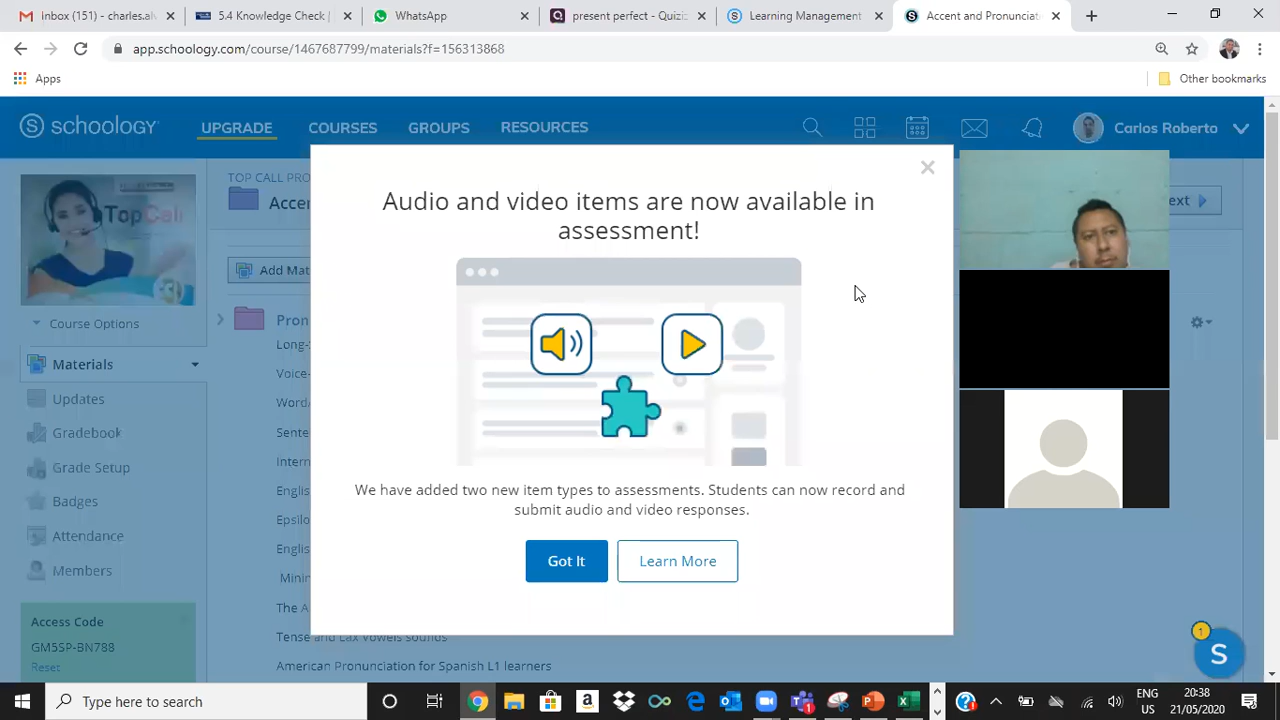 inbox (151) - charles.al
5.4 Knowledge Check |
WhatsApp
present perfect - Quiziz
Learning Management
Accent and Pronunciat
app.schoology.com/course/1467687799/materials?f=156313868
Apps
Other bookmarks
S schoology
UPGRADE
COURSES
GROUPS
RESOURCES
Carlos Roberto
TOP CALL PRO
Accen
ext
TopCall
Add Mat
Course Options
Materials
Updates
Gradebook
Grade Setup
Badges
Attendance
Members
Access Code
GM5SP-BN788
Reset
Pron
Long-
Voice-
Word
Sente
Intern
Englis
Epsilo
Englis
Minin
The A
Tense and Lax Vowels sounds
American Pronunciation for Spanish L1 learners
Audio and video items are now available in
assessment!
We have added two new item types to assessments. Students can now record and
submit audio and video responses.
Got It
Learn More
1
S
Type here to search
ENG
US
20:38
21/05/2020